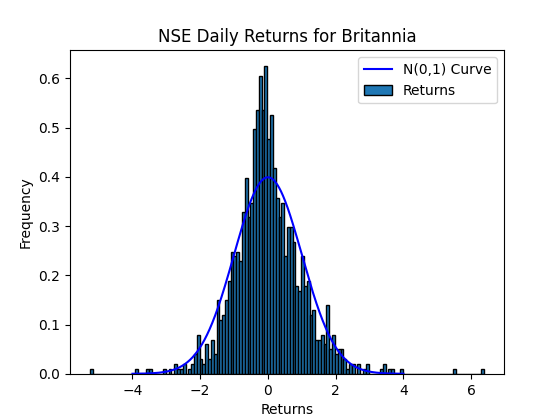 NSE Daily Returns for Britannia
N(0,1) Curve
Returns
Frequency
0.6
0.5
0.4
0.3
0.2
0.1
0.0
−4
−2
0
2
4
6
Returns